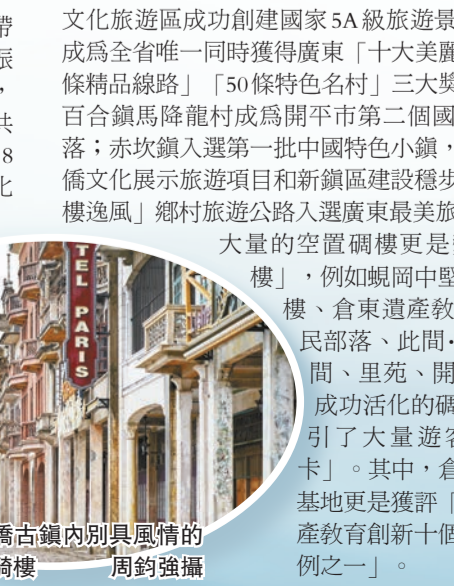 帶
振
，
共
8
化
文化旅遊區成功創建國家5A級旅遊景
成爲全省唯一同時獲得廣東「十大美麗
條精品線路」「50條特色名村」三大獎
百合鎮馬降龍村成爲開平市第二個國
落；赤坎鎮入選第一批中國特色小鎮，
僑文化展示旅遊項目和新鎮區建設穩步
樓逸風」鄉村旅遊公路入選廣東最美旅
大量的空置碉樓更是
樓」，例如蜆岡中堅
樓、倉東遺產敎
民部落、此間·
間、里苑、開
成功活化的碉
引了大量遊客
卡」。其中，倉
基地更是獲評「
產敎育創新十個
例之一」。
TEL PARIS
僑古鎮內別具風情的
騎樓 周鈞強攝